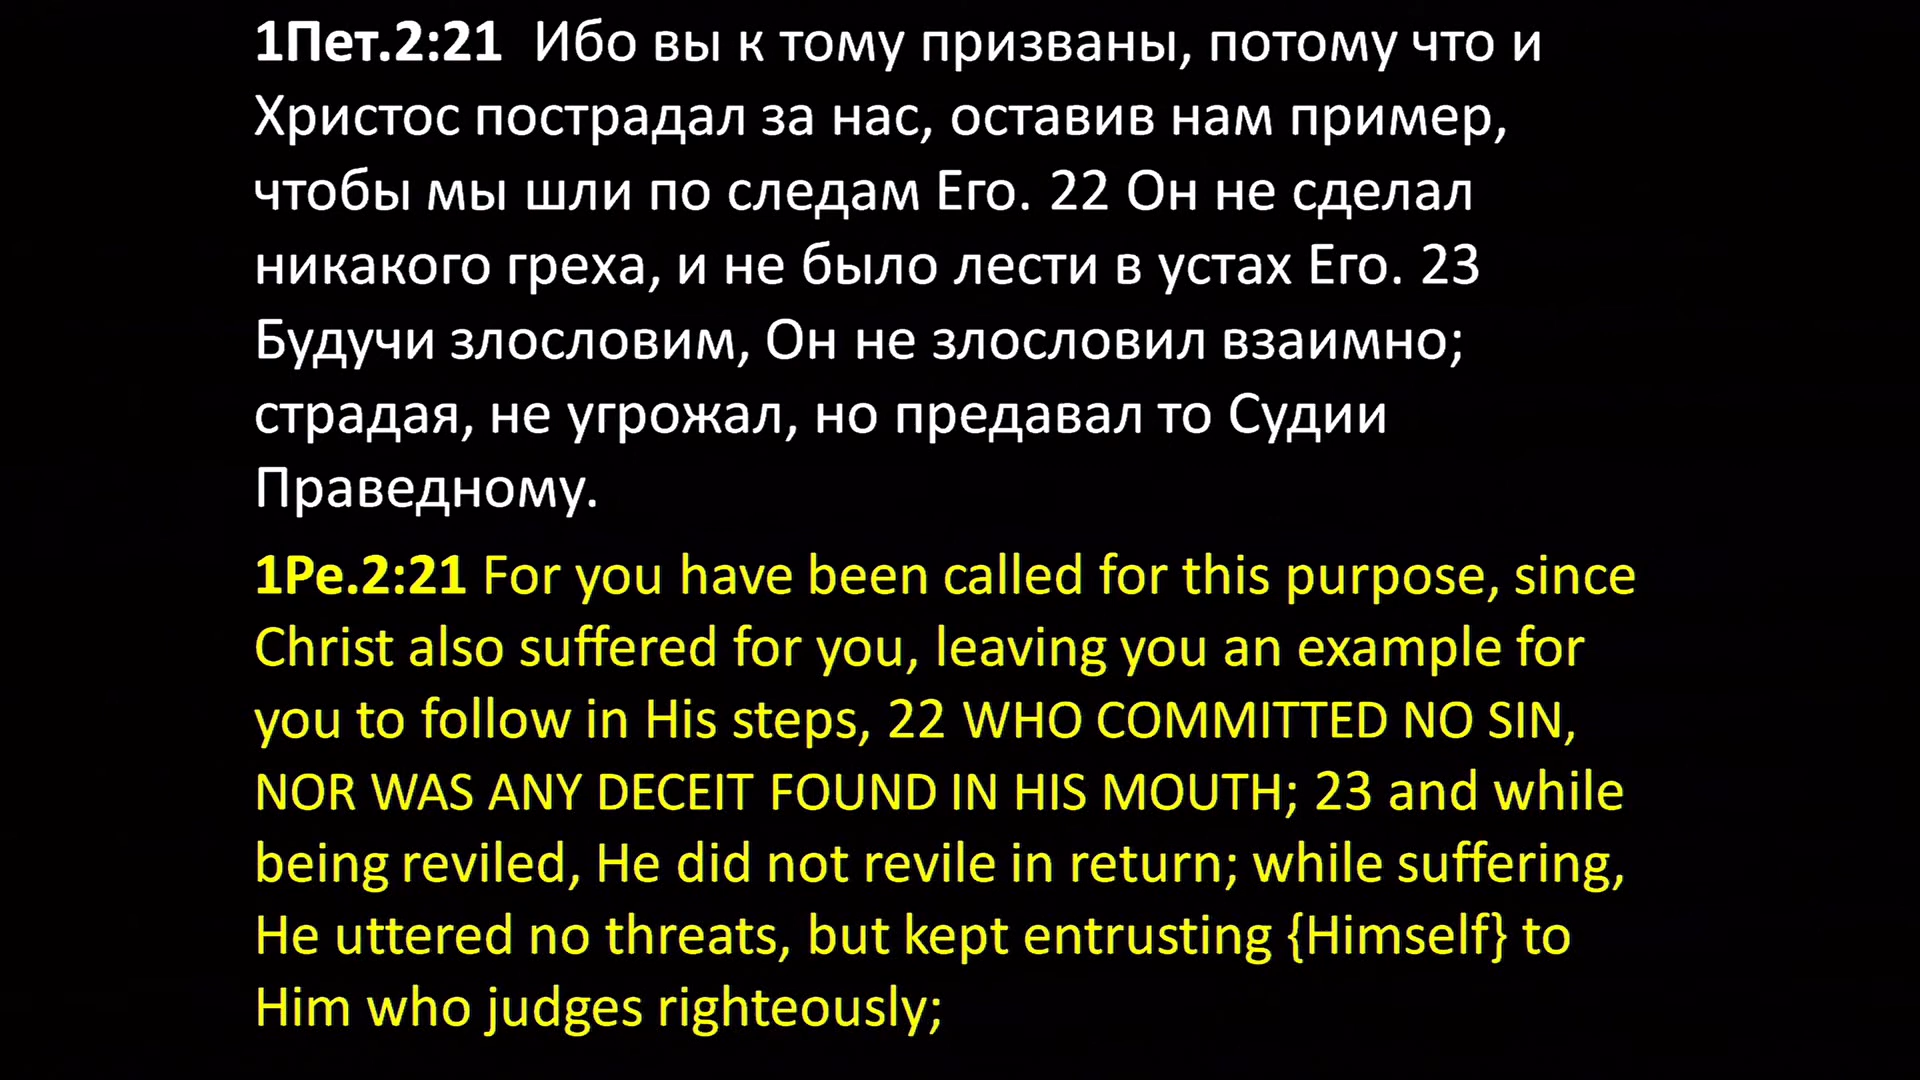 1Пет.2:21 Ибо вы к тому призваны, потому что и
Христос пострадал за нас, оставив нам пример,
чтобы мы шли по следам Его. 22 Он не сделал
никакого греха, и не было лести в устах Его. 23
Будучи злословим, Он не злословил взаимно;
страдая, не угрожал, но предавал то Судии
Праведному.
1Pe.2:21 For you have been called for this purpose, since
Christ also suffered for you, leaving you an example for
you to follow in His steps, 22 WHO COMMITTED NO SIN,
NOR WAS ANY DECEIT FOUND IN HIS MOUTH; 23 and while
being reviled, He did not revile in return; while suffering,
He uttered no threats, but kept entrusting {Himself} to
Him who judges righteously;